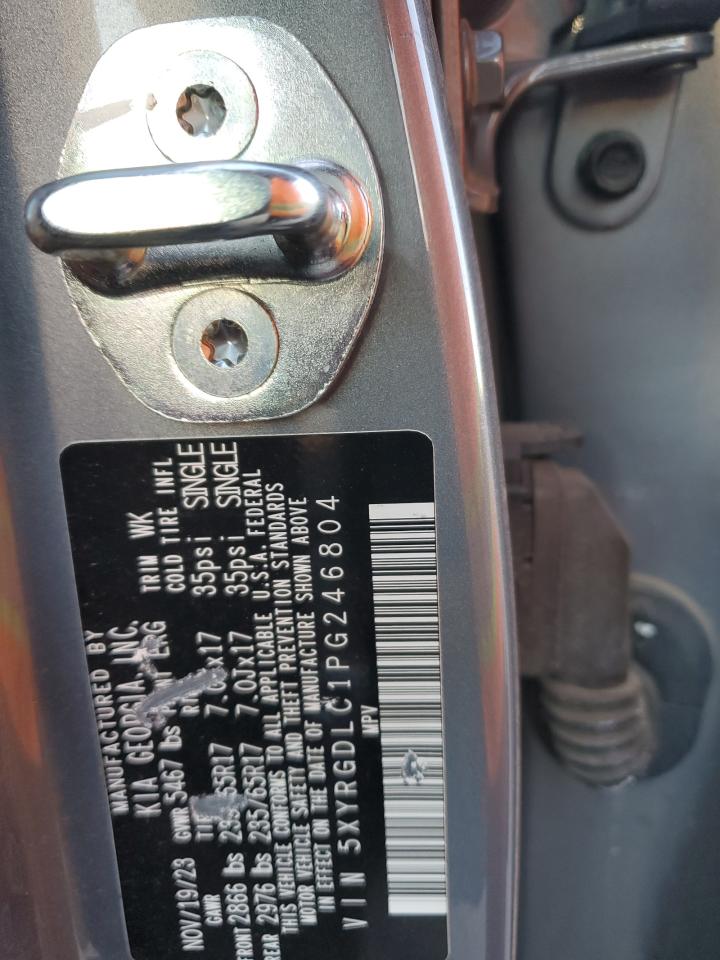 MANUFACTURED BY
KIA GEORGIA, INC.
TRIM WK
NOV/19/23 GVWR 5467 lbs PAINT ERG
COLD TIRE INFL
GAWR
FRONT 2866 lbs 235/65R17 7.0Jx17 35psi SINGLE
REAR 2976 lbs 235/65R17 7.0Jx17 35psi SINGLE
THIS VEHICLE CONFORMS TO ALL APPLICABLE U.S.A. FEDERAL
MOTOR VEHICLE SAFETY AND THEFT PREVENTION STANDARDS
IN EFFECT ON THE DATE OF MANUFACTURE SHOWN ABOVE
VIN 5XYRGDLC1PG246804
MPV